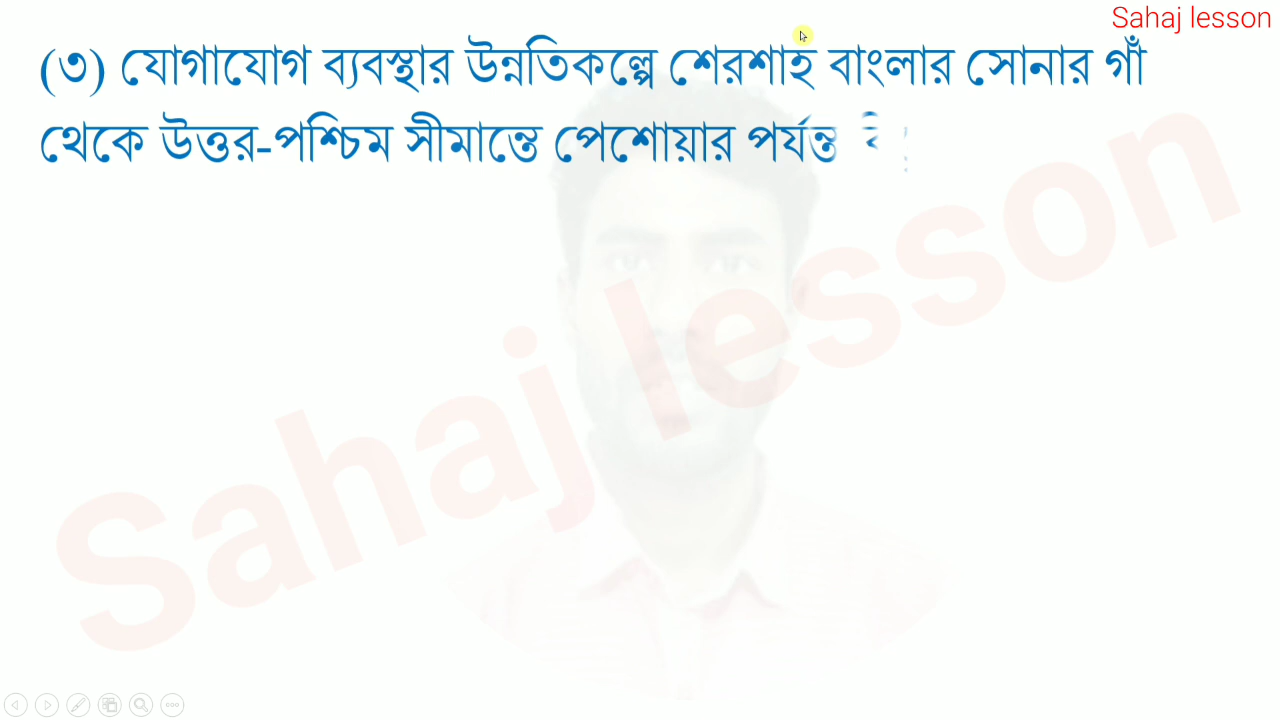 Sahaj lesson
(৩) যোগাযোগ ব্যবস্থার উন্নতিকল্পে শেরশাহ বাংলার সোনার গাঁ
থেকে উত্তর-পশ্চিম সীমান্তে পেশোয়ার পর্যন্ত
Sahaj lesson